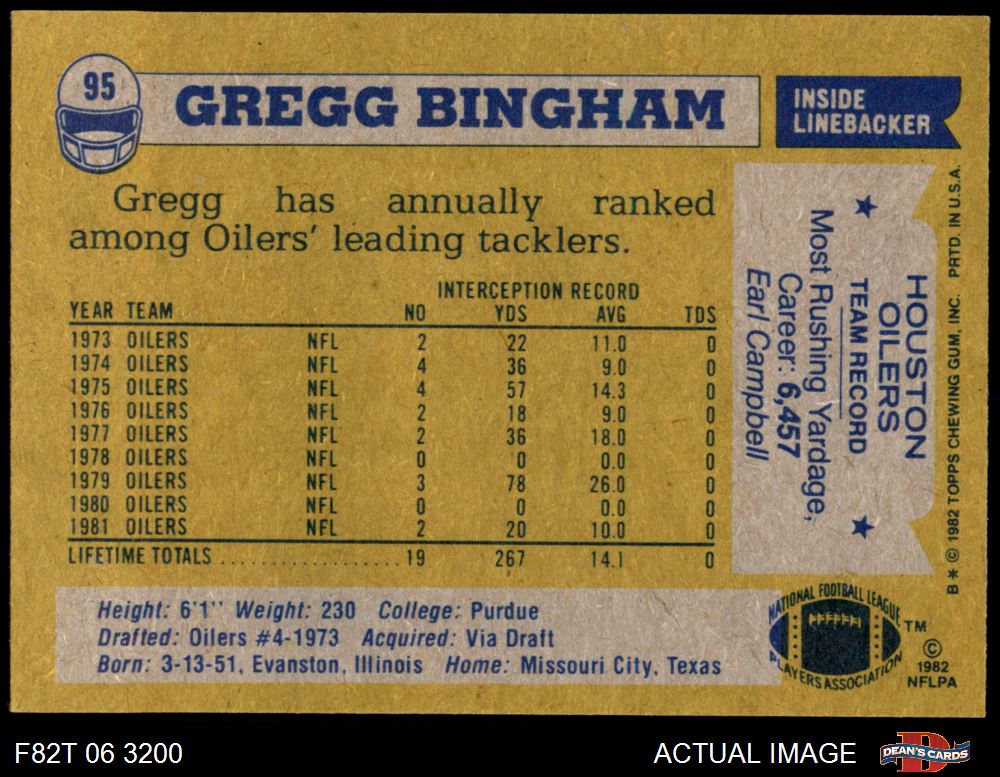 95
GREGG BINGHAM
INSIDE
LINEBACKER
Gregg has annually ranked
among Oilers' leading tacklers.
INTERCEPTION RECORD
YEAR TEAM NO YDS AVG TDS
1973 OILERS NFL 2 22 11.0 0
1974 OILERS NFL 4 36 9.0 0
1975 OILERS NFL 4 57 14.3 0
1976 OILERS NFL 2 18 9.0 0
1977 OILERS NFL 2 36 18.0 0
1978 OILERS NFL 0 0 0.0 0
1979 OILERS NFL 3 78 26.0 0
1980 OILERS NFL 0 0 0.0 0
1981 OILERS NFL 2 20 10.0 0
LIFETIME TOTALS .................. 19 267 14.1 0
HOUSTON
OILERS
★ TEAM RECORD ★
Most Rushing Yardage,
Career: 6,457
Earl Campbell
B * © 1982 TOPPS CHEWING GUM, INC. PRTD. IN U.S.A.
Height: 6'1" Weight: 230 College: Purdue
Drafted: Oilers #4-1973 Acquired: Via Draft
Born: 3-13-51, Evanston, Illinois Home: Missouri City, Texas
NATIONAL FOOTBALL LEAGUE
PLAYERS ASSOCIATION
TM
©
1982
NFLPA
F82T 06 3200
ACTUAL IMAGE
DEAN'S CARDS